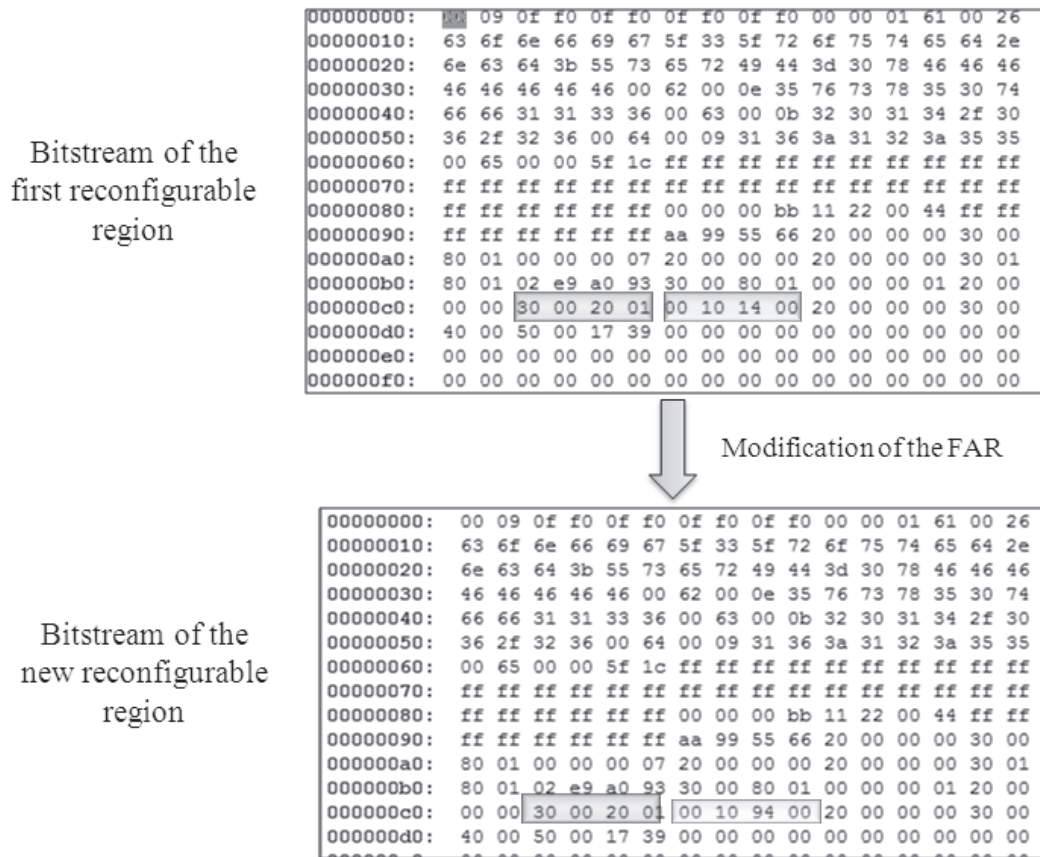 00000000: 00 09 0f f0 0f f0 0f f0 0f f0 00 00 01 61 00 26
00000010: 63 6f 6e 66 69 67 5f 33 5f 72 6f 75 74 65 64 2e
00000020: 6e 63 64 3b 55 73 65 72 49 44 3d 30 78 46 46 46
00000030: 46 46 46 46 46 00 62 00 0e 35 76 73 78 35 30 74
00000040: 66 66 31 31 33 36 00 63 00 0b 32 30 31 34 2f 30
00000050: 36 2f 32 36 00 64 00 09 31 36 3a 31 32 3a 35 35
00000060: 00 65 00 00 5f 1c ff ff ff ff ff ff ff ff ff ff
00000070: ff ff ff ff ff ff ff ff ff ff ff ff ff ff ff ff
00000080: ff ff ff ff ff ff 00 00 00 bb 11 22 00 44 ff ff
00000090: ff ff ff ff ff ff aa 99 55 66 20 00 00 00 30 00
000000a0: 80 01 00 00 00 07 20 00 00 00 20 00 00 00 30 01
000000b0: 80 01 02 e9 a0 93 30 00 80 01 00 00 00 01 20 00
000000c0: 00 00 30 00 20 01 00 10 14 00 20 00 00 00 30 00
000000d0: 40 00 50 00 17 39 00 00 00 00 00 00 00 00 00 00
000000e0: 00 00 00 00 00 00 00 00 00 00 00 00 00 00 00 00
000000f0: 00 00 00 00 00 00 00 00 00 00 00 00 00 00 00 00
Bitstream of the
first reconfigurable
region
Modification of the FAR
00000000: 00 09 0f f0 0f f0 0f f0 0f f0 00 00 01 61 00 26
00000010: 63 6f 6e 66 69 67 5f 33 5f 72 6f 75 74 65 64 2e
00000020: 6e 63 64 3b 55 73 65 72 49 44 3d 30 78 46 46 46
00000030: 46 46 46 46 46 00 62 00 0e 35 76 73 78 35 30 74
00000040: 66 66 31 31 33 36 00 63 00 0b 32 30 31 34 2f 30
00000050: 36 2f 32 36 00 64 00 09 31 36 3a 31 32 3a 35 35
00000060: 00 65 00 00 5f 1c ff ff ff ff ff ff ff ff ff ff
00000070: ff ff ff ff ff ff ff ff ff ff ff ff ff ff ff ff
00000080: ff ff ff ff ff ff 00 00 00 bb 11 22 00 44 ff ff
00000090: ff ff ff ff ff ff aa 99 55 66 20 00 00 00 30 00
000000a0: 80 01 00 00 00 07 20 00 00 00 20 00 00 00 30 01
000000b0: 80 01 02 e9 a0 93 30 00 80 01 00 00 00 01 20 00
000000c0: 00 00 30 00 20 01 00 10 94 00 20 00 00 00 30 00
000000d0: 40 00 50 00 17 39 00 00 00 00 00 00 00 00 00 00
Bitstream of the
new reconfigurable
region